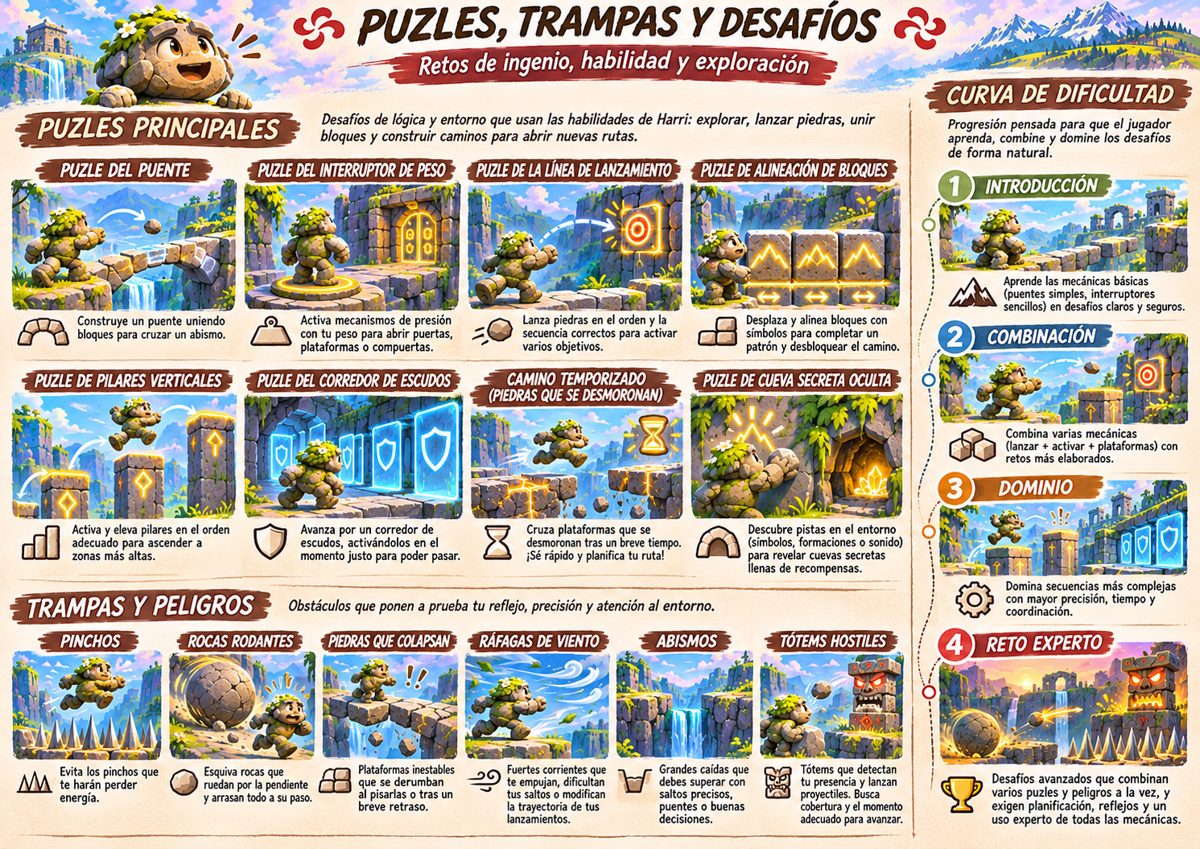 PUZLES, TRAMPAS Y DESAFÍOS
Retos de ingenio, habilidad y exploración
PUZLES PRINCIPALES
Desafíos de lógica y entorno que usan las habilidades de Harri: explorar, lanzar piedras, unir
bloques y construir caminos para abrir nuevas rutas.
PUZLE DEL PUENTE
Construye un puente uniendo
bloques para cruzar un abismo.
PUZLE DEL INTERRUPTOR DE PESO
Activa mecanismos de presión
con tu peso para abrir puertas,
plataformas o compuertas.
PUZLE DE LA LÍNEA DE LANZAMIENTO
Lanza piedras en el orden y la
secuencia correctos para activar
varios objetivos.
PUZLE DE ALINEACIÓN DE BLOQUES
Desplaza y alinea bloques con
símbolos para completar un
patrón y desbloquear el camino.
PUZLE DE PILARES VERTICALES
Activa y eleva pilares en el orden
adecuado para ascender a
zonas más altas.
PUZLE DEL CORREDOR DE ESCUDOS
Avanza por un corredor de
escudos, activándolos en el
momento justo para poder pasar.
CAMINO TEMPORIZADO
(PIEDRAS QUE SE DESMORONAN)
Cruza plataformas que se
desmoronan tras un breve tiempo.
¡Sé rápido y planifica tu ruta!
PUZLE DE CUEVA SECRETA OCULTA
Descubre pistas en el entorno
(símbolos, formaciones o sonido)
para revelar cuevas secretas
llenas de recompensas.
TRAMPAS Y PELIGROS
Obstáculos que ponen a prueba tu reflejo, precisión y atención al entorno.
PINCHOS
Evita los pinchos que
te harán perder
energía.
ROCAS RODANTES
Esquiva rocas que
ruedan por la pendiente
y arrasan todo a su paso.
PIEDRAS QUE COLAPSAN
!!
Plataformas inestables
que se derumban
al pisarlas o tras un
breve retraso.
RÁFAGAS DE VIENTO
Fuertes corrientes que
te empujan, dificultan
tus saltos o modifican
la trayectoria de tus
lanzamientos.
ABISMOS
Grandes caídas que
debes superar con
saltos precisos,
puentes o buenas
decisiones.
TÓTEMS HOSTILES
Tótems que detectan
tu presencia y lanzan
proyectiles. Busca
cobertura y el momento
adecuado para avanzar.
CURVA DE DIFICULTAD
Progresión pensada para que el jugador
aprenda, combine y domine los desafíos
de forma natural.
1 INTRODUCCIÓN
Aprende las mecánicas básicas
(puentes simples, interruptores
sencillos) en desafíos claros y seguros.
2 COMBINACIÓN
Combina varias mecánicas
(lanzar + activar + plataformas) con
retos más elaborados.
3 DOMINIO
Domina secuencias más complejas
con mayor precisión, tiempo y
coordinación.
4 RETO EXPERTO
Desafíos avanzados que combinan
varios puzles y peligros a la vez, y
exigen planificación, reflejos y un
uso experto de todas las mecánicas.